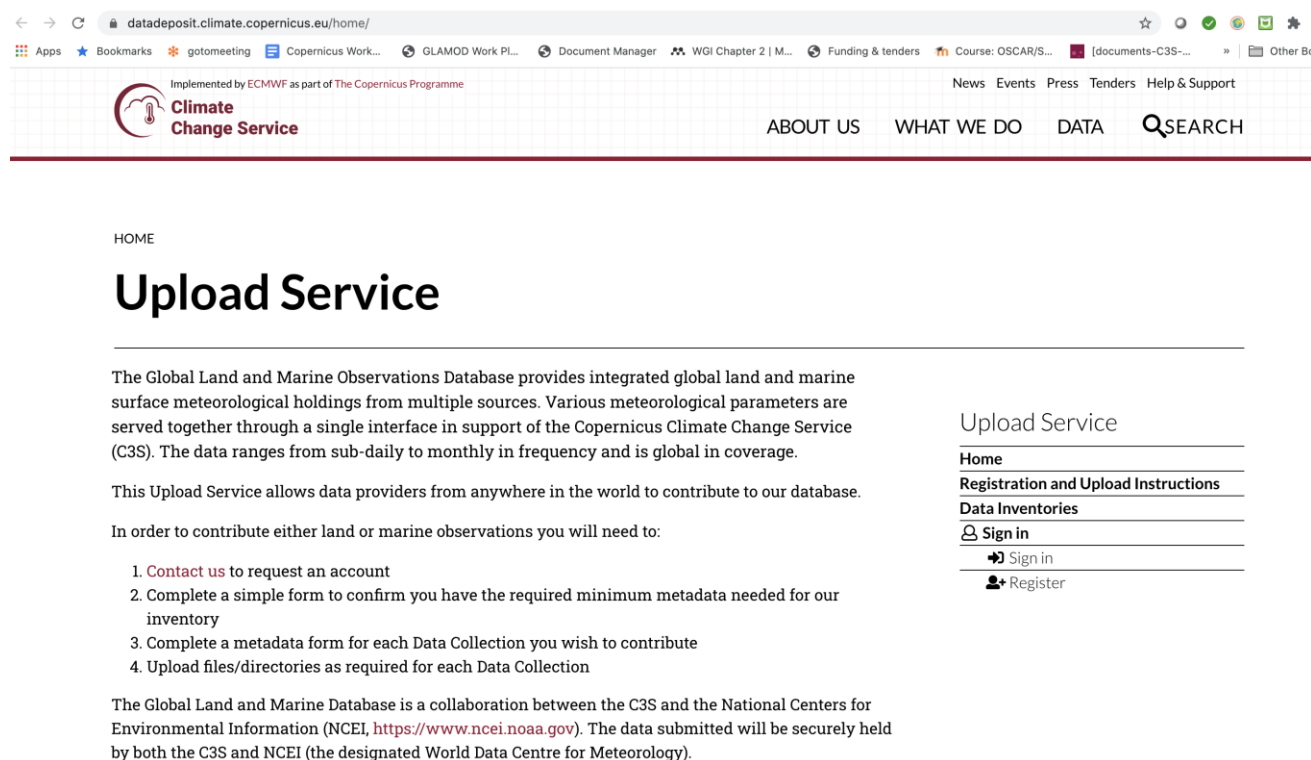 datadeposit.climate.copernicus.eu/home/
Apps Bookmarks gotomeeting Copernicus Work... GLAMOD Work Pl... Document Manager WGI Chapter 2 | M... Funding & tenders Course: OSCAR/S... [documents-C3S-... » Other Bo
Implemented by ECMWF as part of The Copernicus Programme
Climate
Change Service
News Events Press Tenders Help & Support
ABOUT US WHAT WE DO DATA SEARCH
HOME
Upload Service
The Global Land and Marine Observations Database provides integrated global land and marine
surface meteorological holdings from multiple sources. Various meteorological parameters are
served together through a single interface in support of the Copernicus Climate Change Service
(C3S). The data ranges from sub-daily to monthly in frequency and is global in coverage.
This Upload Service allows data providers from anywhere in the world to contribute to our database.
In order to contribute either land or marine observations you will need to:
1. Contact us to request an account
2. Complete a simple form to confirm you have the required minimum metadata needed for our
inventory
3. Complete a metadata form for each Data Collection you wish to contribute
4. Upload files/directories as required for each Data Collection
The Global Land and Marine Database is a collaboration between the C3S and the National Centers for
Environmental Information (NCEI, https://www.ncei.noaa.gov). The data submitted will be securely held
by both the C3S and NCEI (the designated World Data Centre for Meteorology).
Upload Service
Home
Registration and Upload Instructions
Data Inventories
Sign in
Sign in
Register